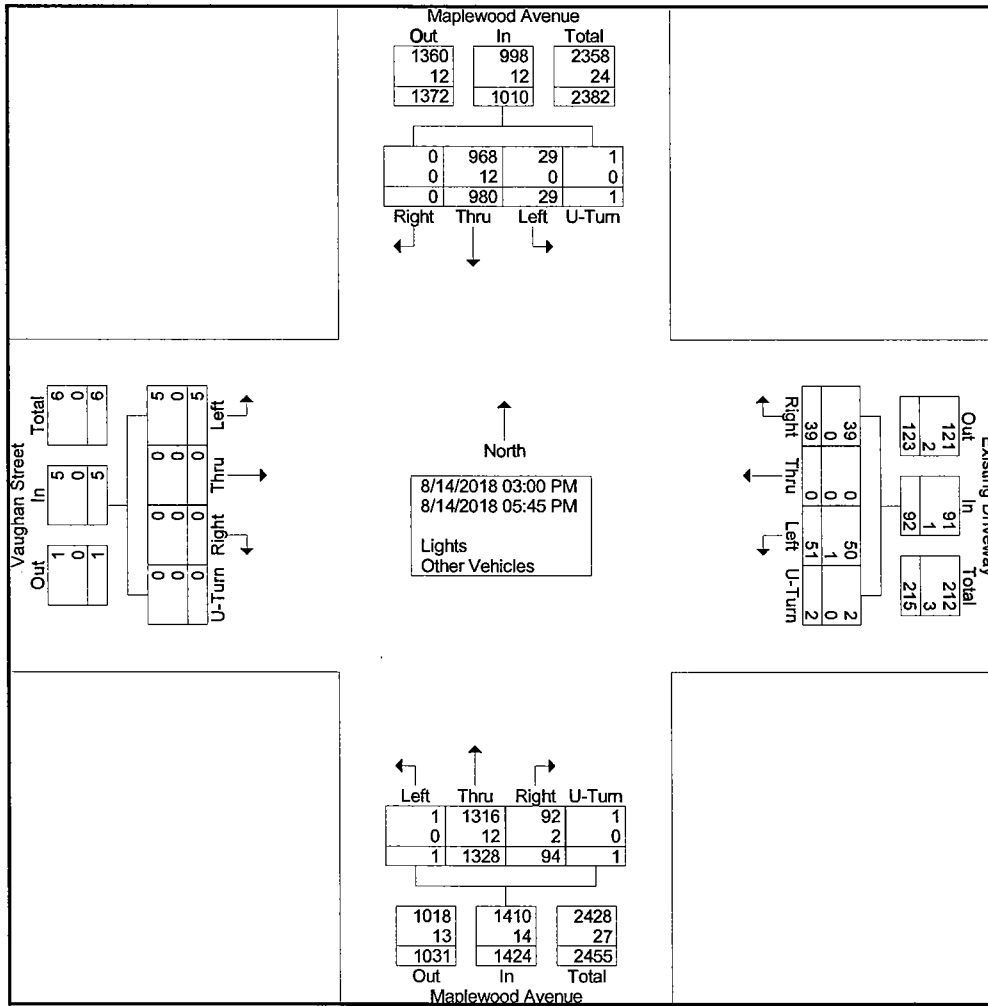 Maplewood Avenue
Out In Total
1360 998 2358
12 12 24
1372 1010 2382
0 968 29 1
0 12 0 0
0 980 29 1
Right Thru Left U-Turn
Vaughan Street
Total
6 0 6
In
5 0 5
Out
1 0 1
5 0 5
Left
0 0 0
Thru
0 0 0
Right
0 0 0
U-Turn
North
8/14/2018 03:00 PM
8/14/2018 05:45 PM
Lights
Other Vehicles
Right
39 0 39
Thru
0 0 0
Left
51 1 50
U-Turn
2 0 2
Out
123 2 121
In
92 1 91
Total
215 3 212
Existing Driveway
Left Thru Right U-Turn
1 1316 92 1
0 12 2 0
1 1328 94 1
1018 1410 2428
13 14 27
1031 1424 2455
Out In Total
Maplewood Avenue